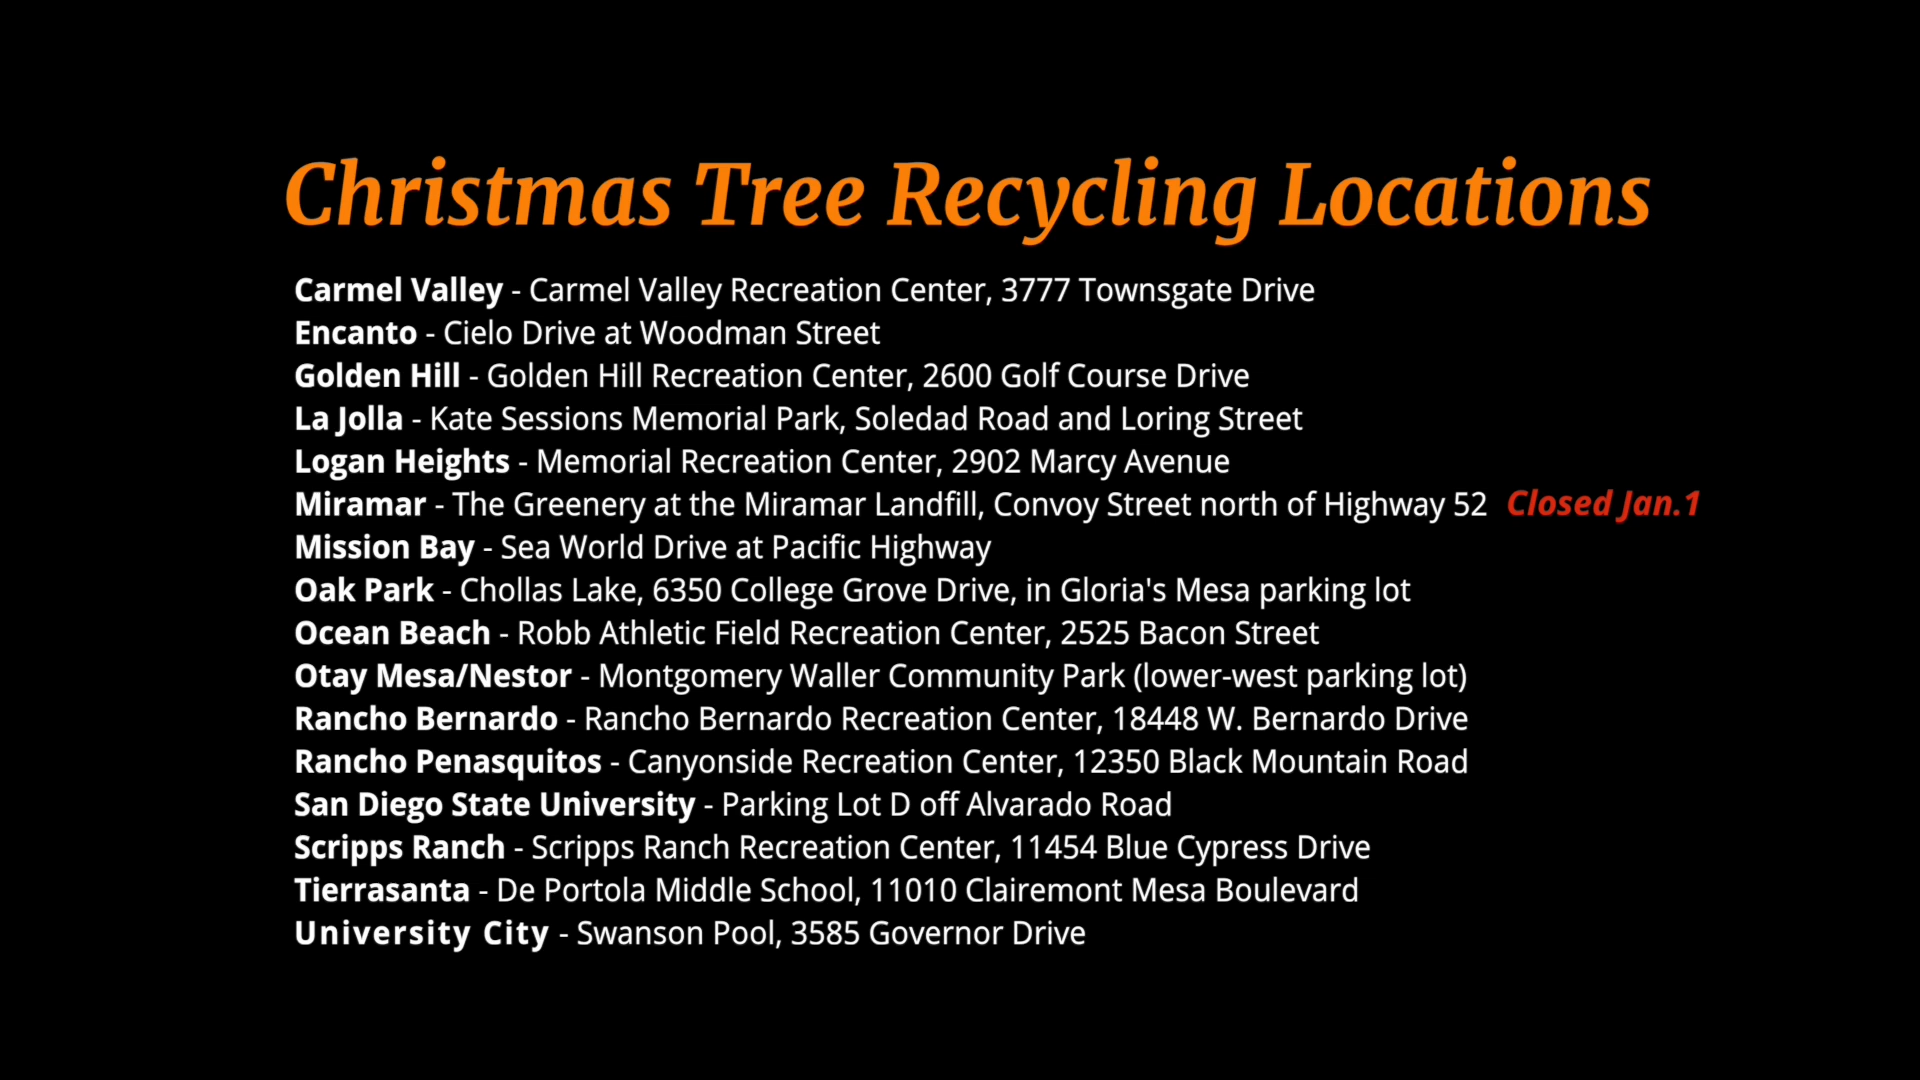 Christmas Tree Recycling Locations
Carmel Valley - Carmel Valley Recreation Center, 3777 Townsgate Drive
Encanto - Cielo Drive at Woodman Street
Golden Hill - Golden Hill Recreation Center, 2600 Golf Course Drive
La Jolla - Kate Sessions Memorial Park, Soledad Road and Loring Street
Logan Heights - Memorial Recreation Center, 2902 Marcy Avenue
Miramar - The Greenery at the Miramar Landfill, Convoy Street north of Highway 52 Closed Jan.1
Mission Bay - Sea World Drive at Pacific Highway
Oak Park - Chollas Lake, 6350 College Grove Drive, in Gloria's Mesa parking lot
Ocean Beach - Robb Athletic Field Recreation Center, 2525 Bacon Street
Otay Mesa/Nestor - Montgomery Waller Community Park (lower-west parking lot)
Rancho Bernardo - Rancho Bernardo Recreation Center, 18448 W. Bernardo Drive
Rancho Penasquitos - Canyonside Recreation Center, 12350 Black Mountain Road
San Diego State University - Parking Lot D off Alvarado Road
Scripps Ranch - Scripps Ranch Recreation Center, 11454 Blue Cypress Drive
Tierrasanta - De Portola Middle School, 11010 Clairemont Mesa Boulevard
University City - Swanson Pool, 3585 Governor Drive